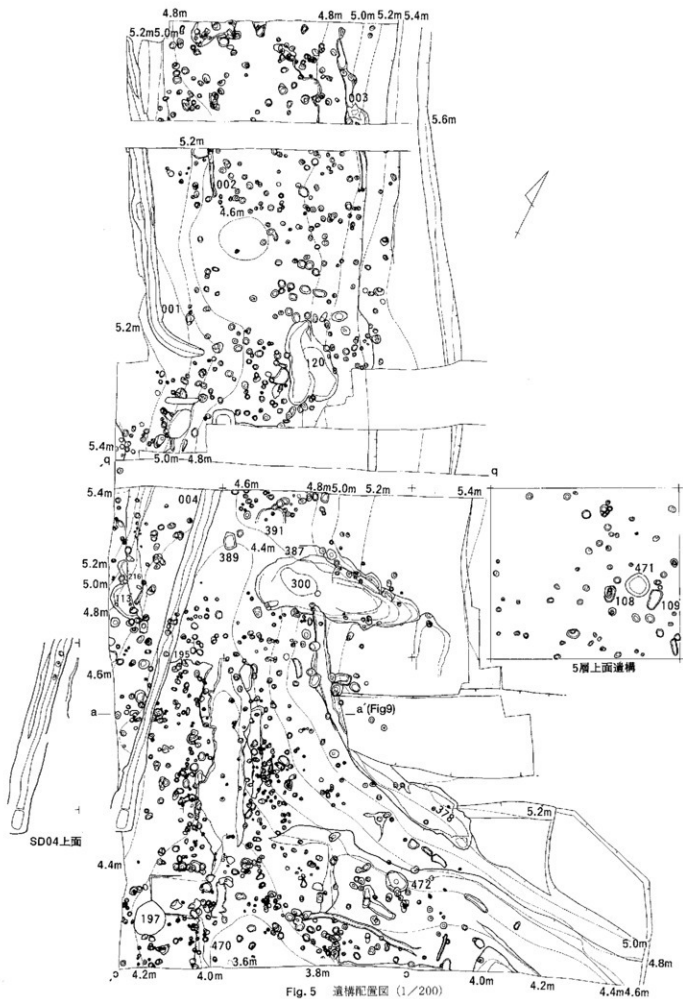 4.8m 4.8m 5.0m 5.2m 5.4m
5.2m 5.0m
003
5.6m
5.2m
002
4.6m
001
5.2m
120
5.4m
5.0m 4.8m
q q
4.6m 4.8m 5.0m 5.2m 5.4m
5.4m 004
391
4.4m
389 387
5.2m 216 300 471
5.0m 113 108 109
4.8m
5層上面遺構
195
4.6m
a a′(Fig9)
378 5.2m
SD04上面
4.4m
472
197
470 5.0m
4.8m
4.2m 4.0m 3.6m 3.8m 4.0m 4.2m 4.4m 4.6m
Fig. 5 遺構配置図 (1/200)